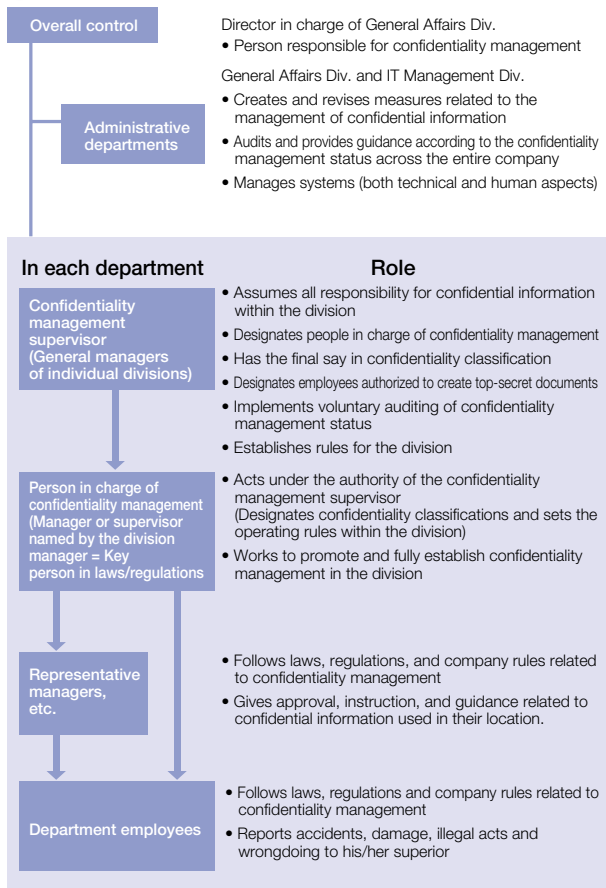 Overall control
Director in charge of General Affairs Div.
• Person responsible for confidentiality management
Administrative
departments
General Affairs Div. and IT Management Div.
• Creates and revises measures related to the
management of confidential information
• Audits and provides guidance according to the confidentiality
management status across the entire company
• Manages systems (both technical and human aspects)
In each department
Role
Confidentiality
management
supervisor
(General managers
of individual divisions)
• Assumes all responsibility for confidential information
within the division
• Designates people in charge of confidentiality management
• Has the final say in confidentiality classification
• Designates employees authorized to create top-secret documents
• Implements voluntary auditing of confidentiality
management status
• Establishes rules for the division
Person in charge of
confidentiality management
(Manager or supervisor
named by the division
manager = Key
person in laws/regulations
• Acts under the authority of the confidentiality
management supervisor
(Designates confidentiality classifications and sets the
operating rules within the division)
• Works to promote and fully establish confidentiality
management in the division
Representative
managers,
etc.
• Follows laws, regulations, and company rules related
to confidentiality management
• Gives approval, instruction, and guidance related to
confidential information used in their location.
Department employees
• Follows laws, regulations and company rules related to
confidentiality management
• Reports accidents, damage, illegal acts and
wrongdoing to his/her superior